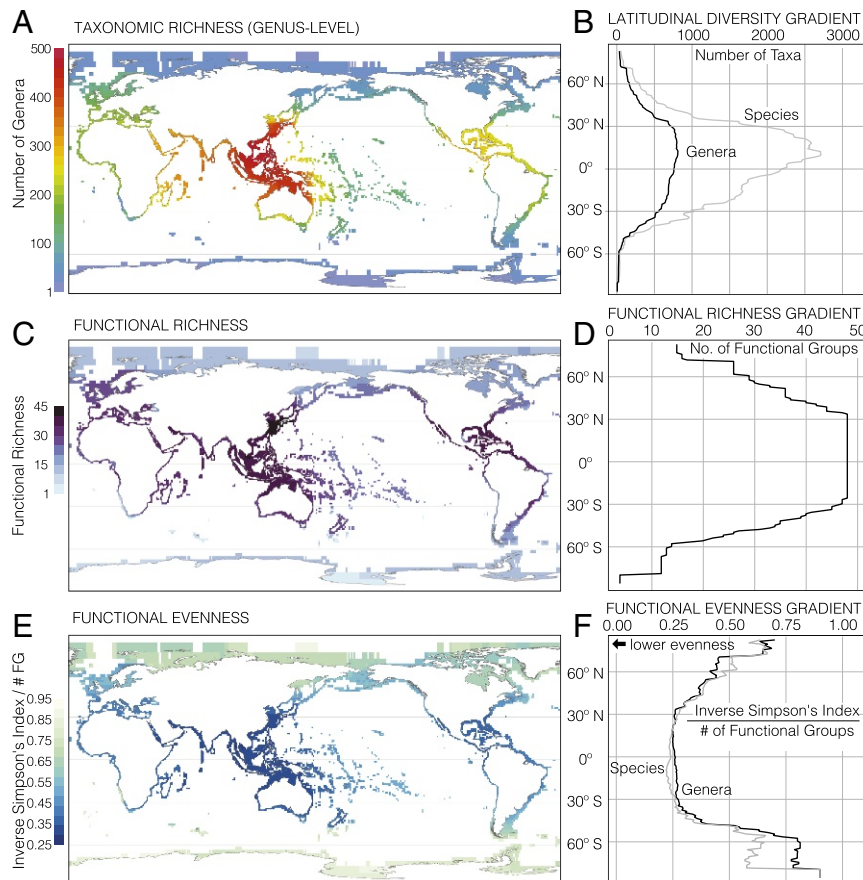 A TAXONOMIC RICHNESS (GENUS-LEVEL)
Number of Genera
500
400
300
200
100
1
B LATITUDINAL DIVERSITY GRADIENT
0 1000 2000 3000
Number of Taxa
60° N
30° N
0°
30° S
60° S
Species
Genera
C FUNCTIONAL RICHNESS
Functional Richness
45
30
15
1
D FUNCTIONAL RICHNESS GRADIENT
0 10 20 30 40 50
No. of Functional Groups
60° N
30° N
0°
30° S
60° S
E FUNCTIONAL EVENNESS
Inverse Simpson's Index / # FG
0.95
0.85
0.75
0.65
0.55
0.45
0.35
0.25
F FUNCTIONAL EVENNESS GRADIENT
0.00 0.25 0.50 0.75 1.00
lower evenness
60° N
30° N
0°
30° S
60° S
Inverse Simpson's Index
# of Functional Groups
Species
Genera